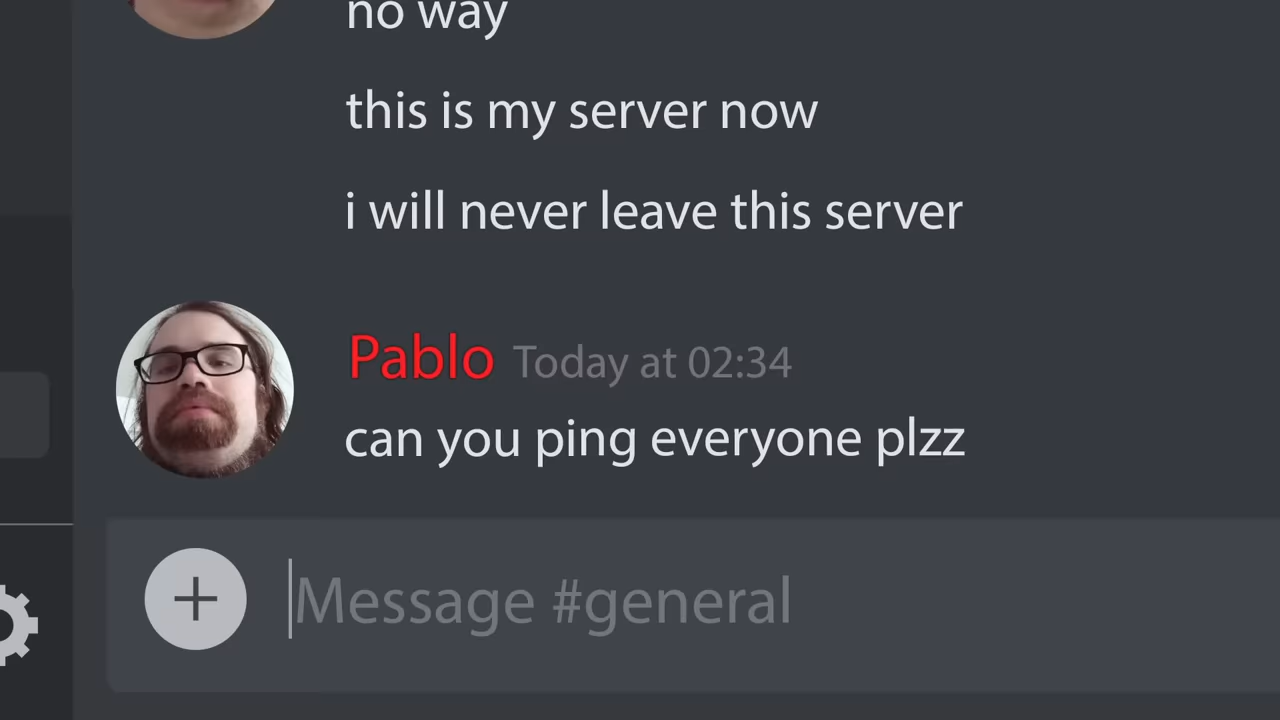 no way
this is my server now
i will never leave this server
Pablo Today at 02:34
can you ping everyone plzz
Message #general